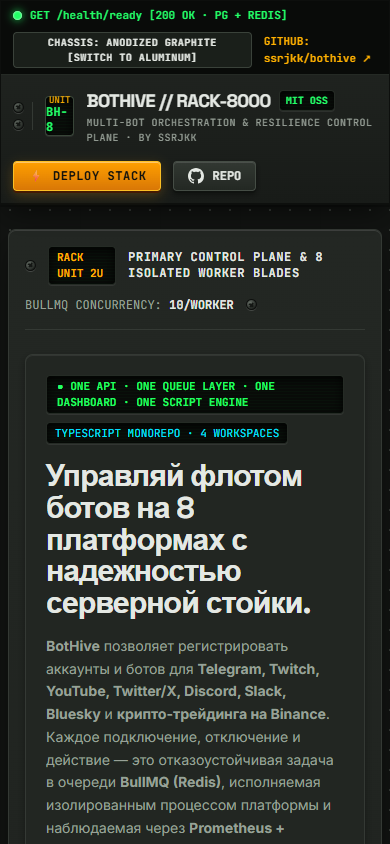 GET /health/ready [200 OK · PG + REDIS]
CHASSIS: ANODIZED GRAPHITE
[SWITCH TO ALUMINUM]
GITHUB:
ssrjkk/bothive ↗
UNIT
BH-
8
BOTHIVE // RACK-8000
MIT OSS
MULTI-BOT ORCHESTRATION & RESILIENCE CONTROL
PLANE · BY SSRJKK
DEPLOY STACK
REPO
RACK
UNIT 2U
PRIMARY CONTROL PLANE & 8
ISOLATED WORKER BLADES
BULLMQ CONCURRENCY: 10/WORKER
ONE API · ONE QUEUE LAYER · ONE
DASHBOARD · ONE SCRIPT ENGINE
TYPESCRIPT MONOREPO · 4 WORKSPACES
Управляй флотом
ботов на 8
платформах с
надежностью
серверной стойки.
BotHive позволяет регистрировать
аккаунты и ботов для Telegram, Twitch,
YouTube, Twitter/X, Discord, Slack,
Bluesky и крипто-трейдинга на Binance.
Каждое подключение, отключение и
действие — это отказоустойчивая задача
в очереди BullMQ (Redis), исполняемая
изолированным процессом платформы и
наблюдаемая через Prometheus +